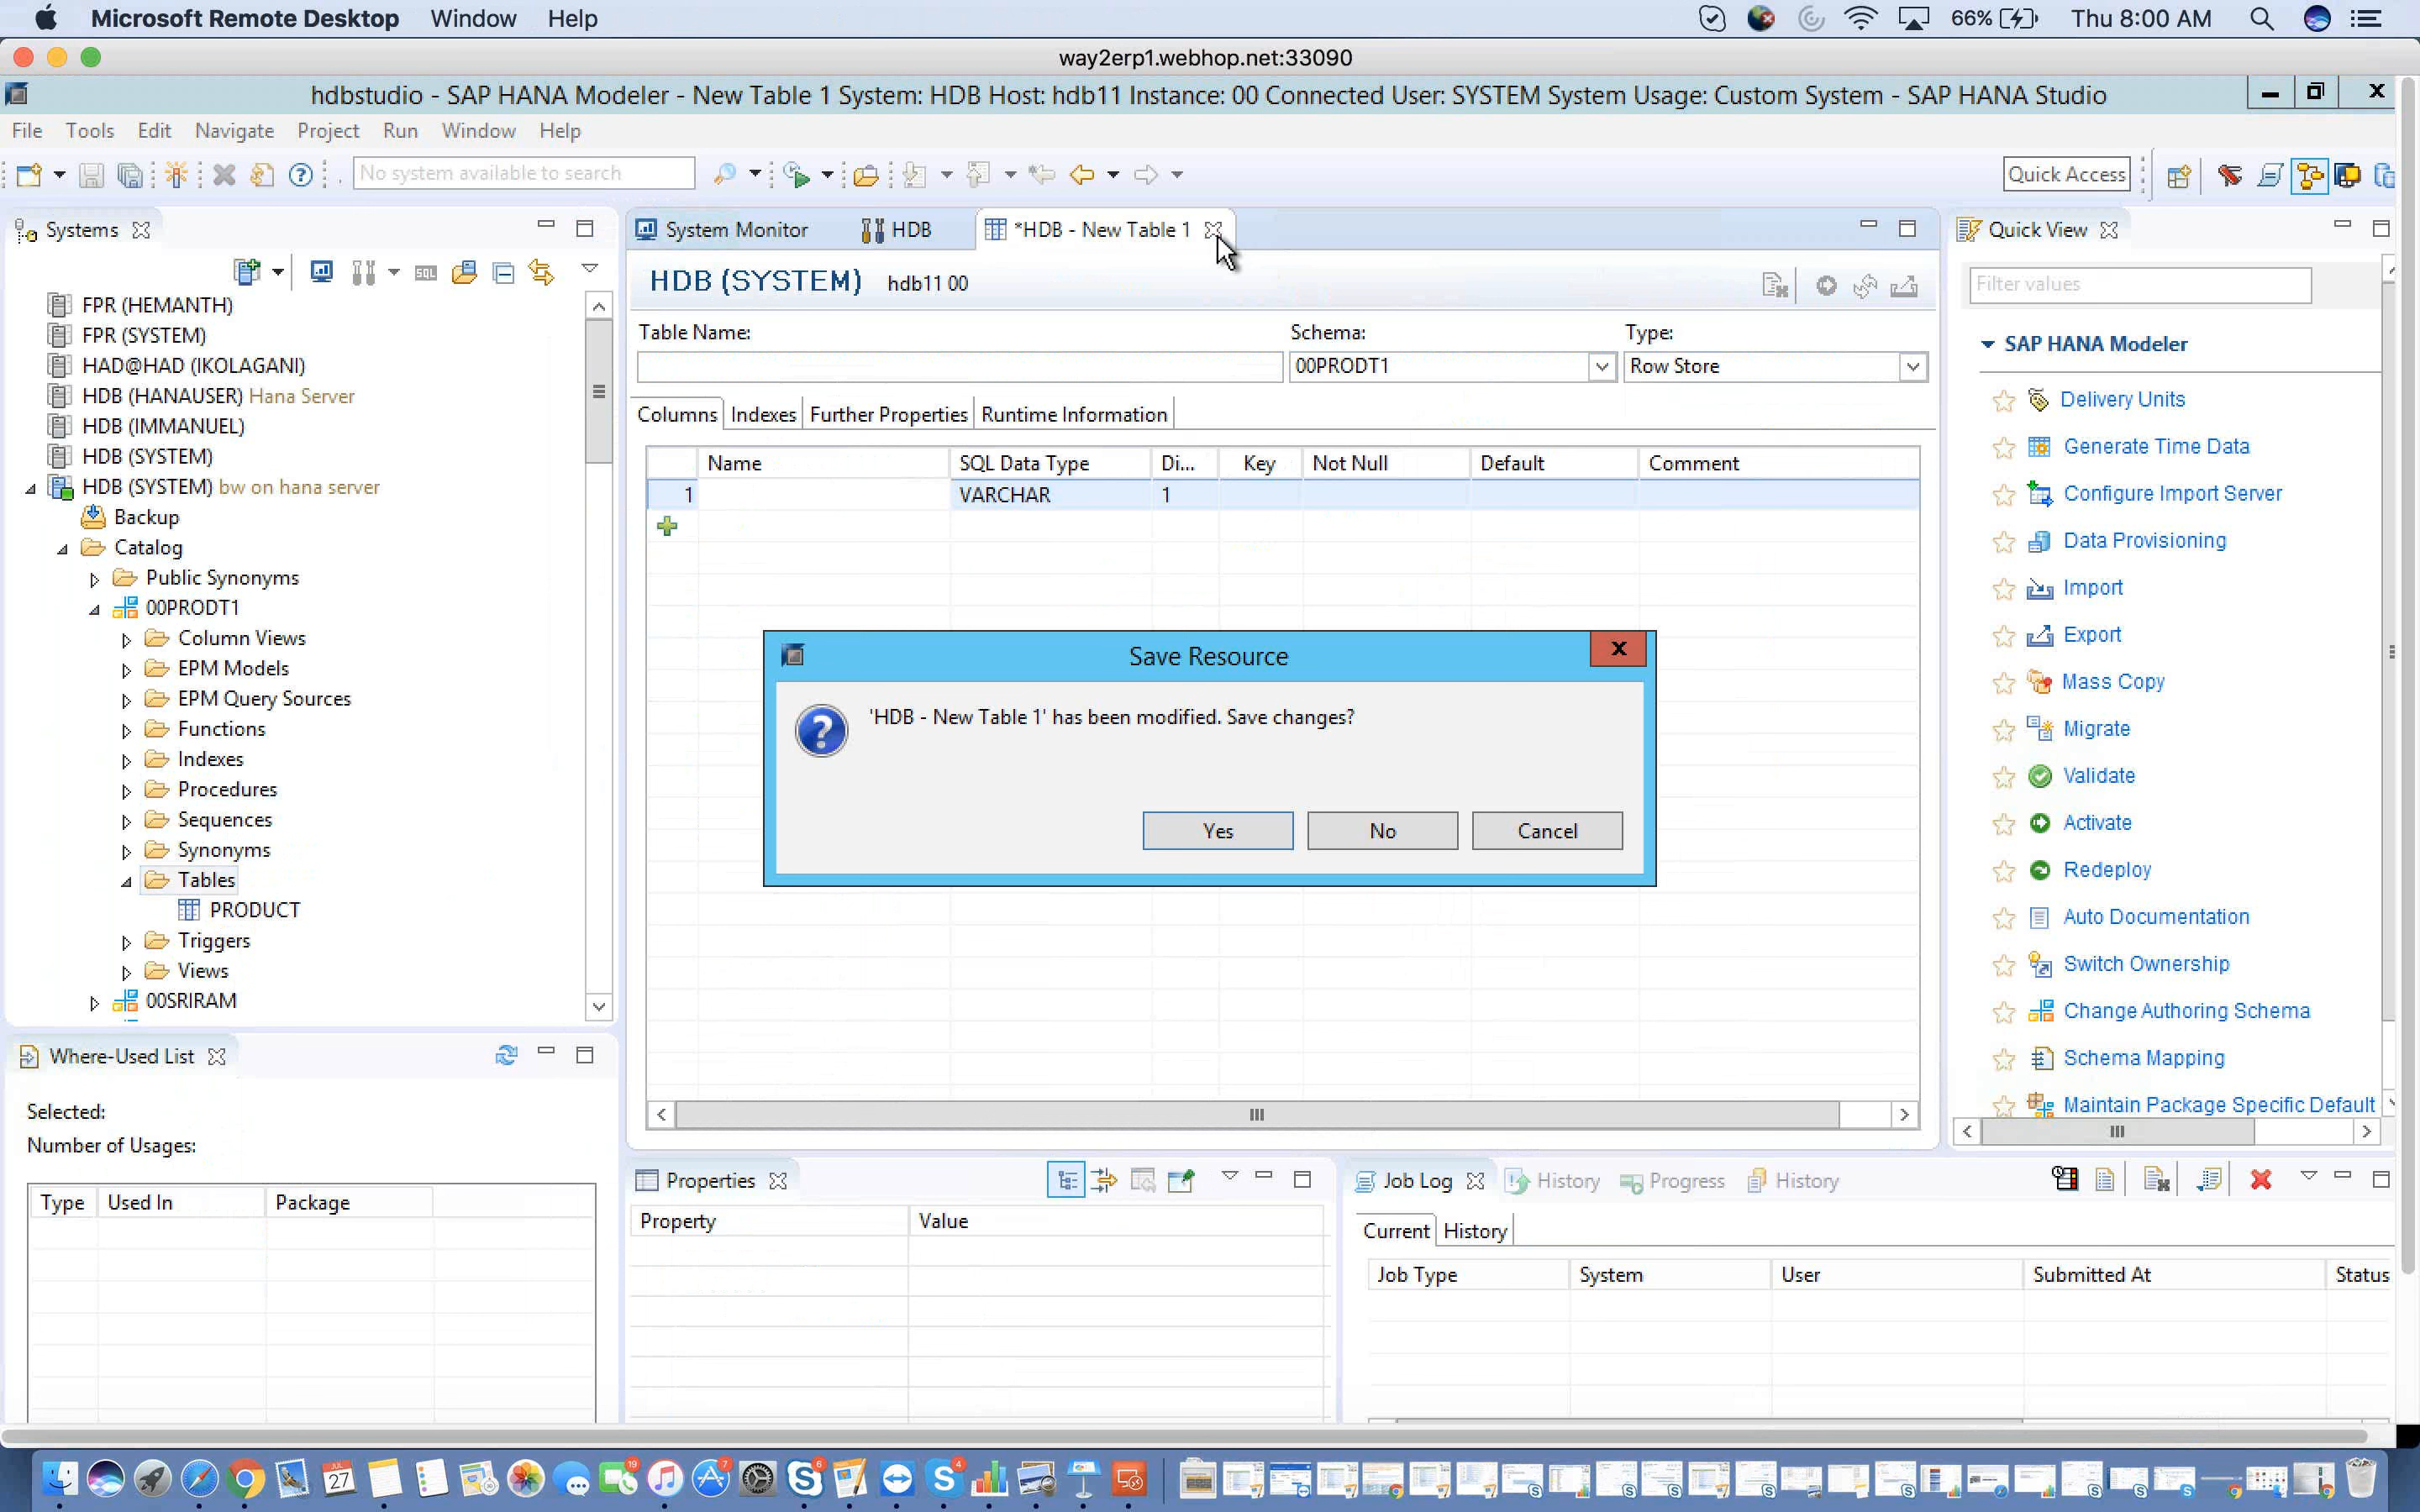 Microsoft Remote Desktop Window Help 66% Thu 8:00 AM
way2erp1.webhop.net:33090
hdbstudio - SAP HANA Modeler - New Table 1 System: HDB Host: hdb11 Instance: 00 Connected User: SYSTEM System Usage: Custom System - SAP HANA Studio
File Tools Edit Navigate Project Run Window Help
No system available to search
Quick Access
Systems
FPR (HEMANTH)
FPR (SYSTEM)
HAD@HAD (IKOLAGANI)
HDB (HANAUSER) Hana Server
HDB (IMMANUEL)
HDB (SYSTEM)
HDB (SYSTEM) bw on hana server
Backup
Catalog
Public Synonyms
00PRODT1
Column Views
EPM Models
EPM Query Sources
Functions
Indexes
Procedures
Sequences
Synonyms
Tables
PRODUCT
Triggers
Views
00SRIRAM
System Monitor HDB *HDB - New Table 1
HDB (SYSTEM) hdb11 00
Table Name: Schema: Type:
00PRODT1 Row Store
Columns Indexes Further Properties Runtime Information
Name SQL Data Type Di... Key Not Null Default Comment
1 VARCHAR 1
Save Resource
'HDB - New Table 1' has been modified. Save changes?
Yes No Cancel
Quick View
Filter values
SAP HANA Modeler
Delivery Units
Generate Time Data
Configure Import Server
Data Provisioning
Import
Export
Mass Copy
Migrate
Validate
Activate
Redeploy
Auto Documentation
Switch Ownership
Change Authoring Schema
Schema Mapping
Maintain Package Specific Default
Where-Used List
Selected:
Number of Usages:
Type Used In Package
Properties
Property Value
Job Log History Progress History
Current History
Job Type System User Submitted At Status